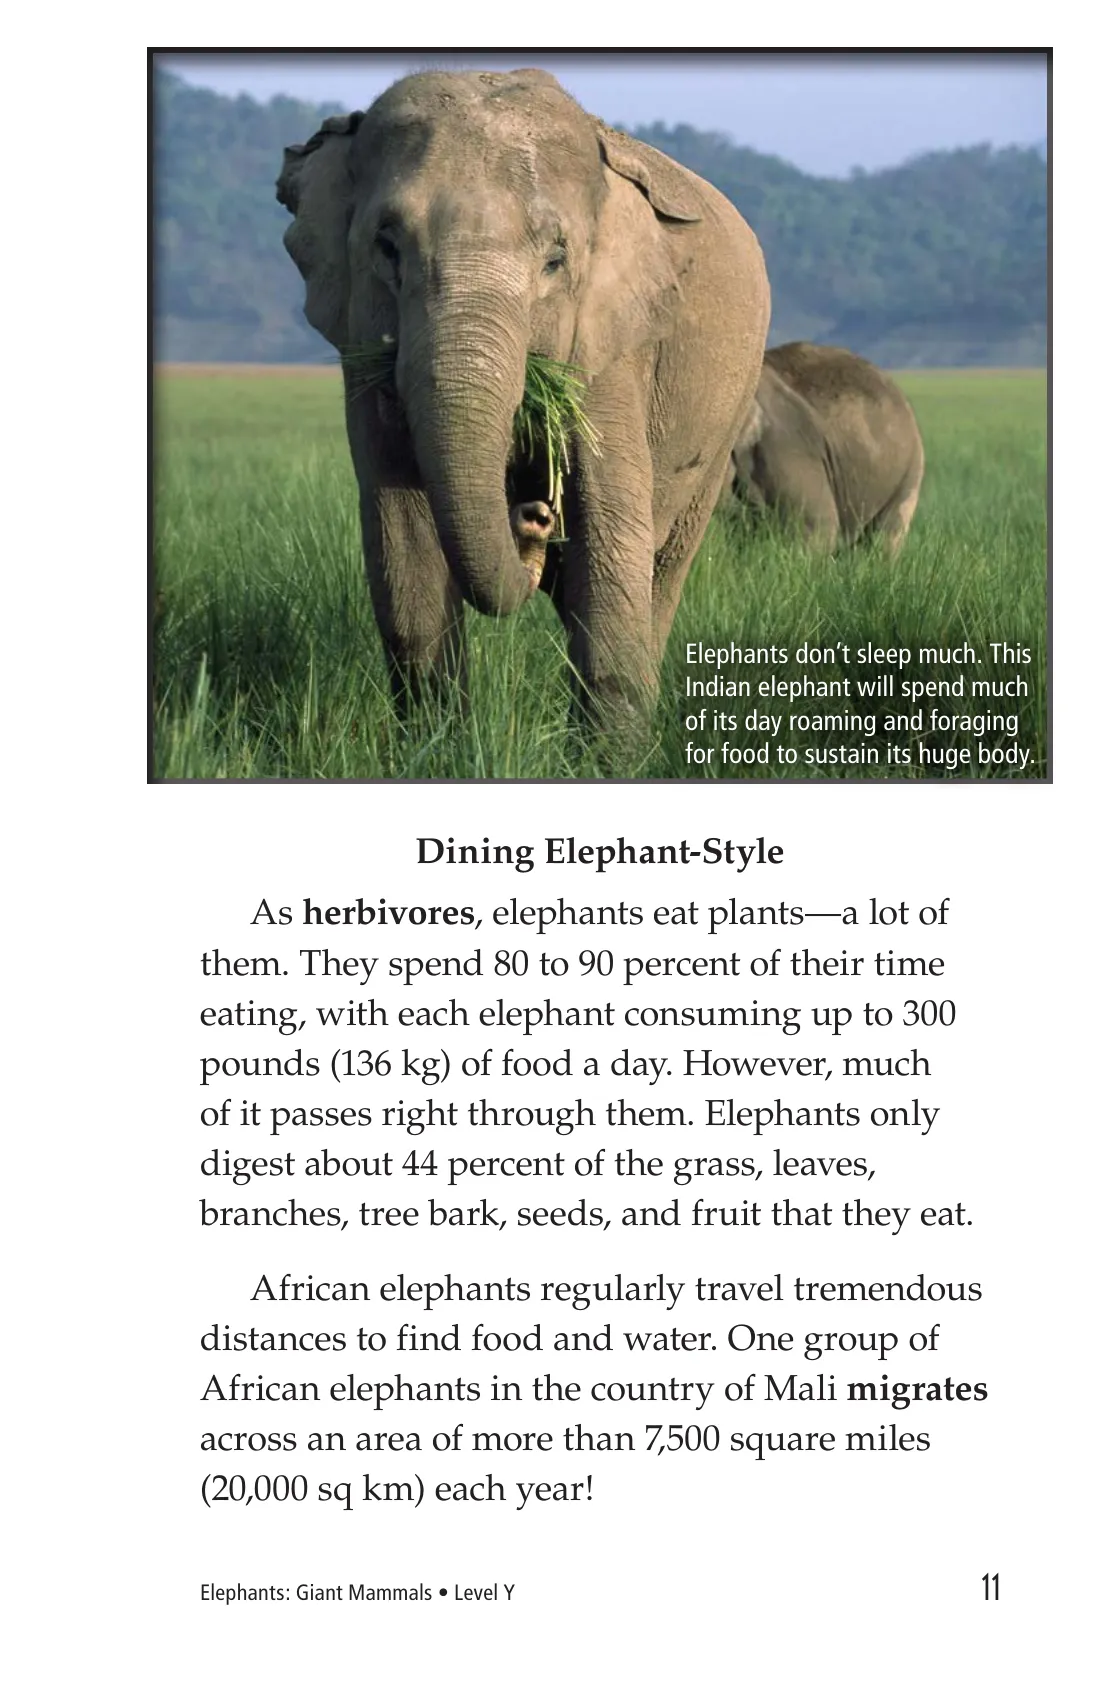 Elephants don’t sleep much. This
Indian elephant will spend much
of its day roaming and foraging
for food to sustain its huge body.
Dining Elephant-Style
As herbivores, elephants eat plants—a lot of
them. They spend 80 to 90 percent of their time
eating, with each elephant consuming up to 300
pounds (136 kg) of food a day. However, much
of it passes right through them. Elephants only
digest about 44 percent of the grass, leaves,
branches, tree bark, seeds, and fruit that they eat.
African elephants regularly travel tremendous
distances to find food and water. One group of
African elephants in the country of Mali migrates
across an area of more than 7,500 square miles
(20,000 sq km) each year!
Elephants: Giant Mammals • Level Y
11